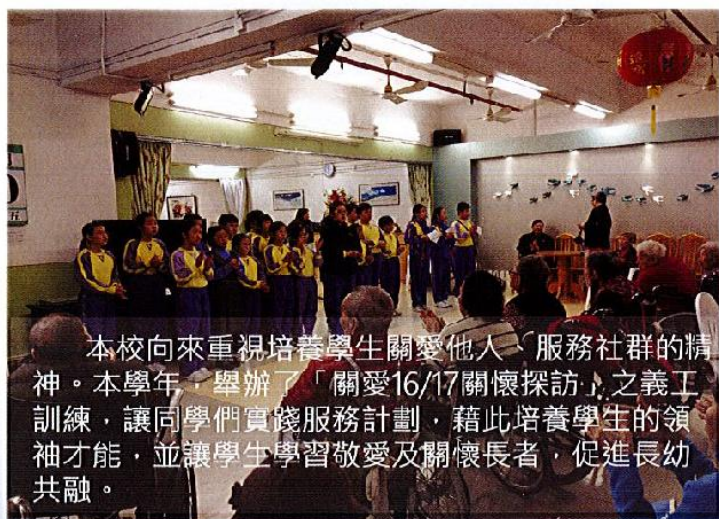 本校向來重視培養學生關愛他人、服務社群的精
神。本學年，舉辦了「關愛16/17關懷探訪」之義工
訓練，讓同學們實踐服務計劃，藉此培養學生的領
袖才能，並讓學生學習敬愛及關懷長者，促進長幼
共融。